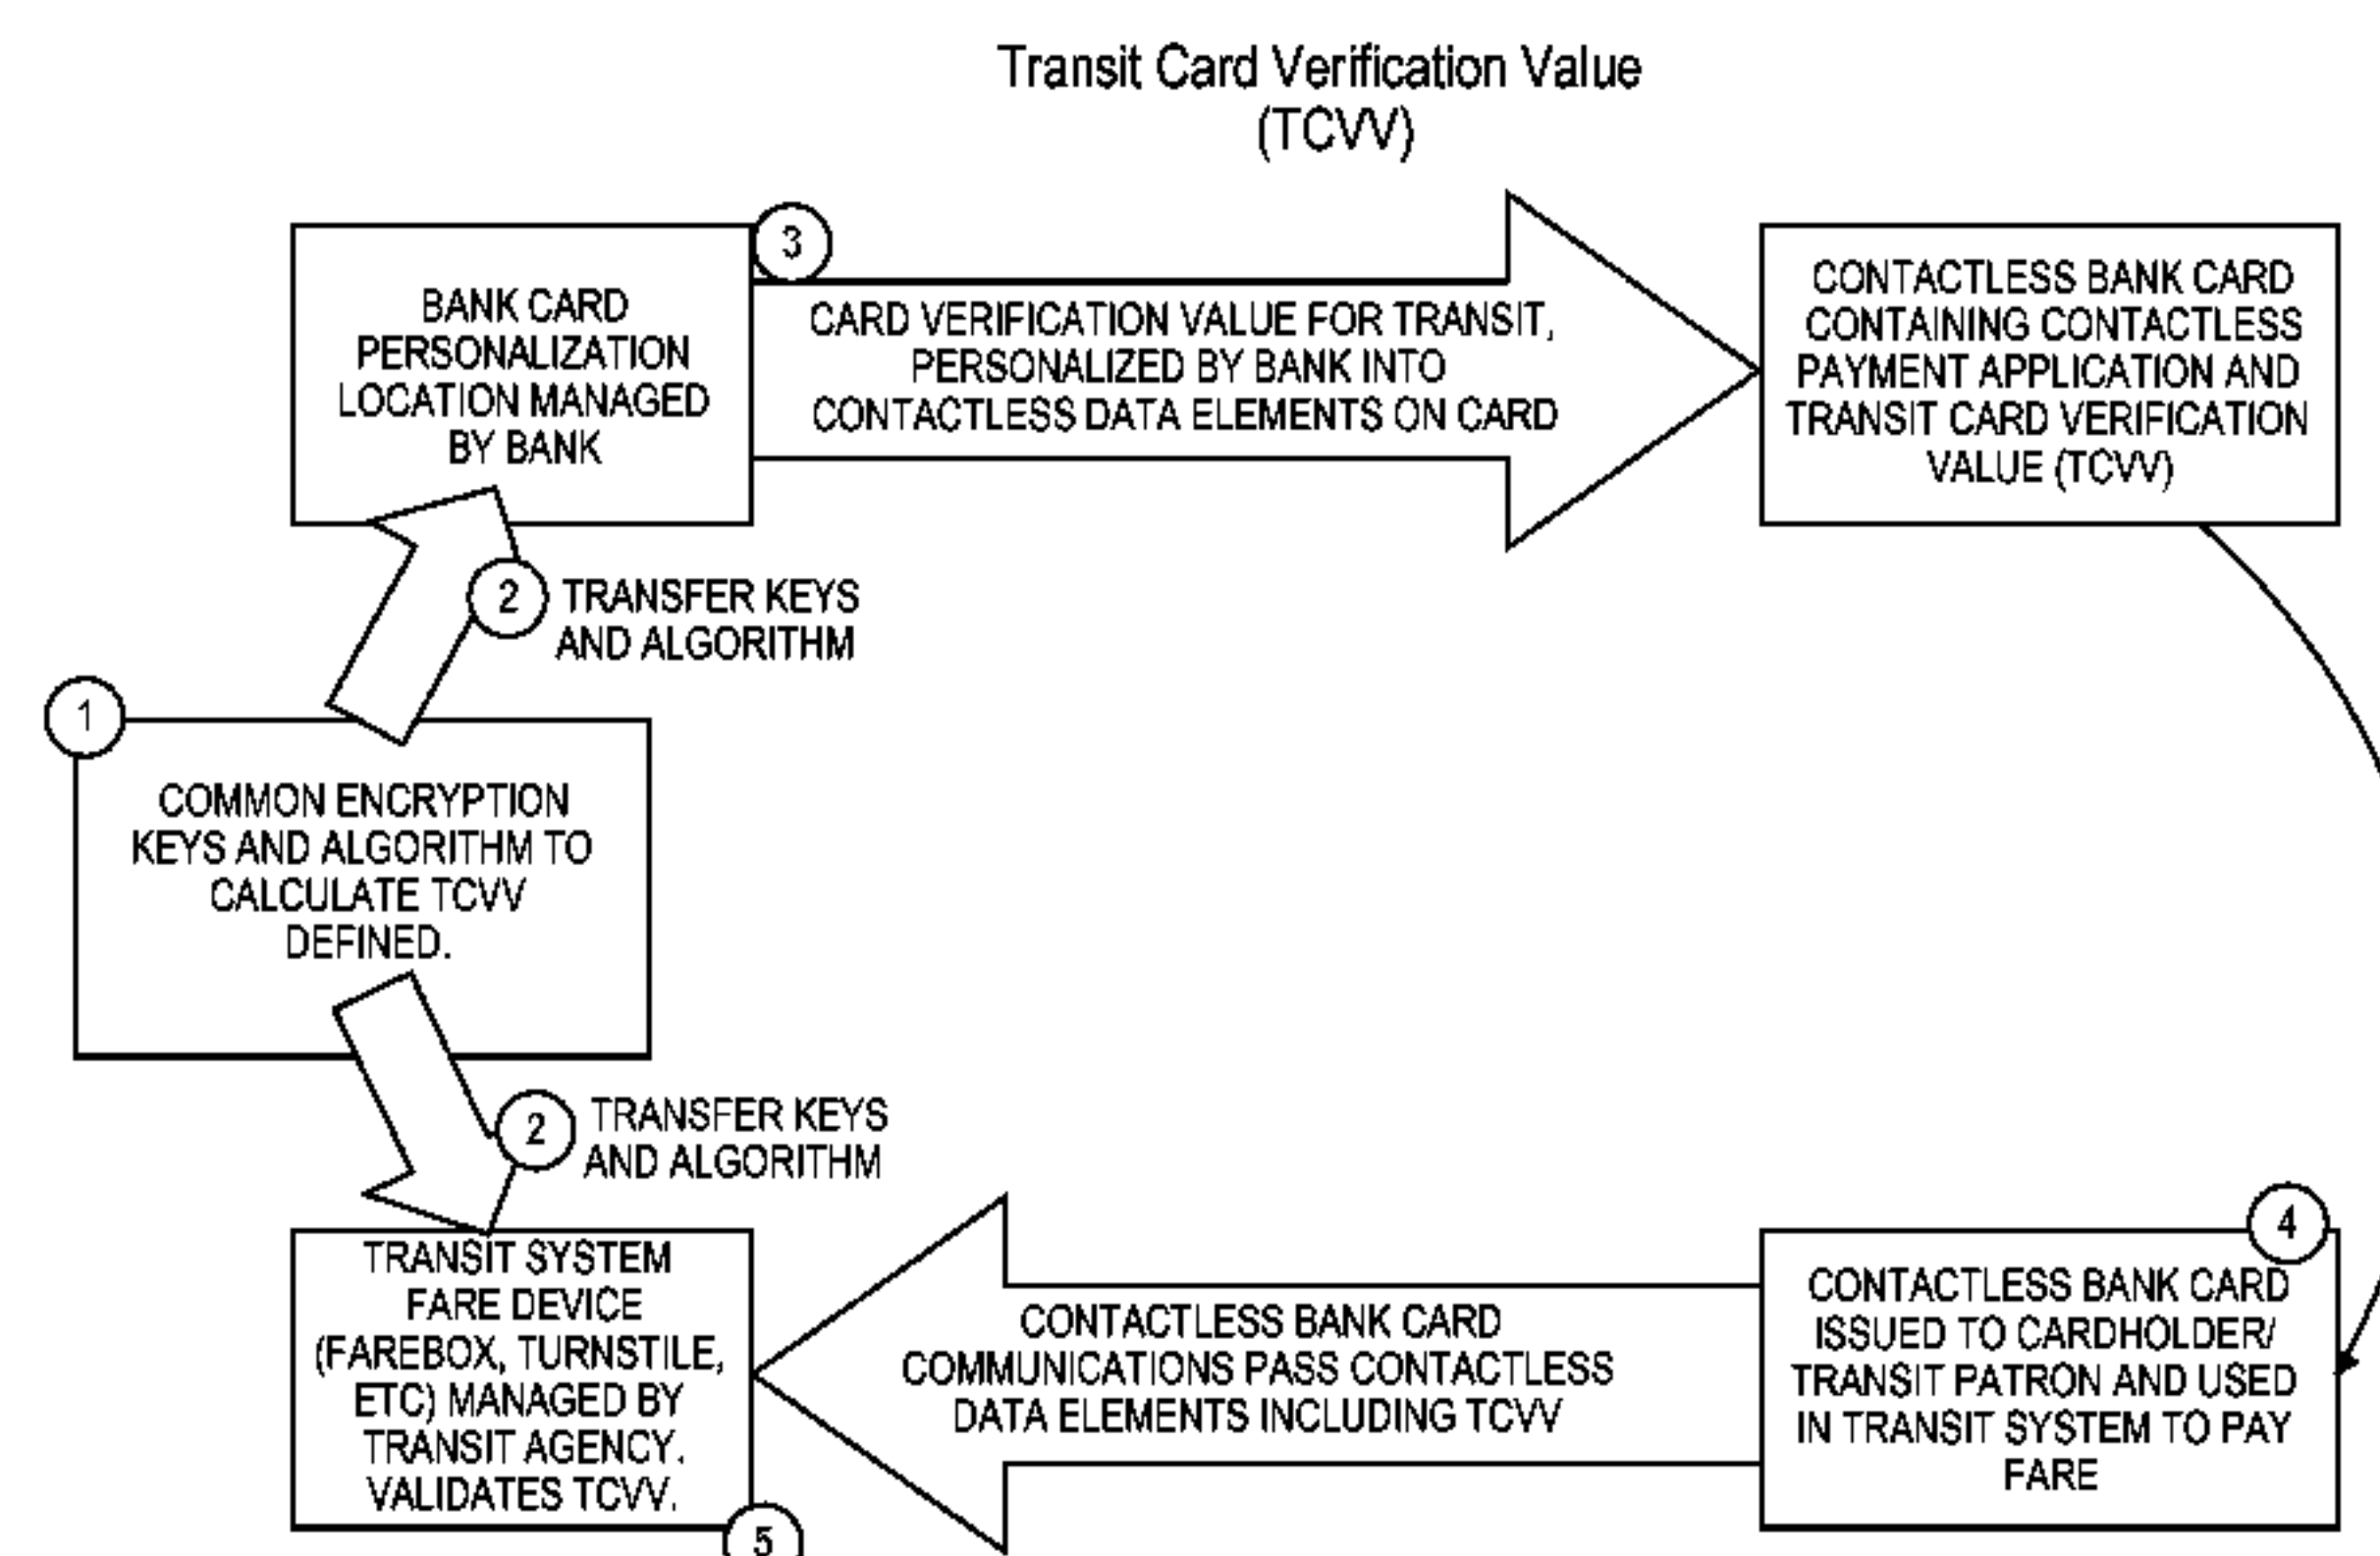 Transit Card Verification Value
(TCVV)
3
BANK CARD
PERSONALIZATION
LOCATION MANAGED
BY BANK
CARD VERIFICATION VALUE FOR TRANSIT,
PERSONALIZED BY BANK INTO
CONTACTLESS DATA ELEMENTS ON CARD
CONTACTLESS BANK CARD
CONTAINING CONTACTLESS
PAYMENT APPLICATION AND
TRANSIT CARD VERIFICATION
VALUE (TCVV)
2
TRANSFER KEYS
AND ALGORITHM
1
COMMON ENCRYPTION
KEYS AND ALGORITHM TO
CALCULATE TCVV
DEFINED.
2
TRANSFER KEYS
AND ALGORITHM
TRANSIT SYSTEM
FARE DEVICE
(FAREBOX, TURNSTILE,
ETC) MANAGED BY
TRANSIT AGENCY.
VALIDATES TCVV.
5
CONTACTLESS BANK CARD
COMMUNICATIONS PASS CONTACTLESS
DATA ELEMENTS INCLUDING TCVV
4
CONTACTLESS BANK CARD
ISSUED TO CARDHOLDER/
TRANSIT PATRON AND USED
IN TRANSIT SYSTEM TO PAY
FARE